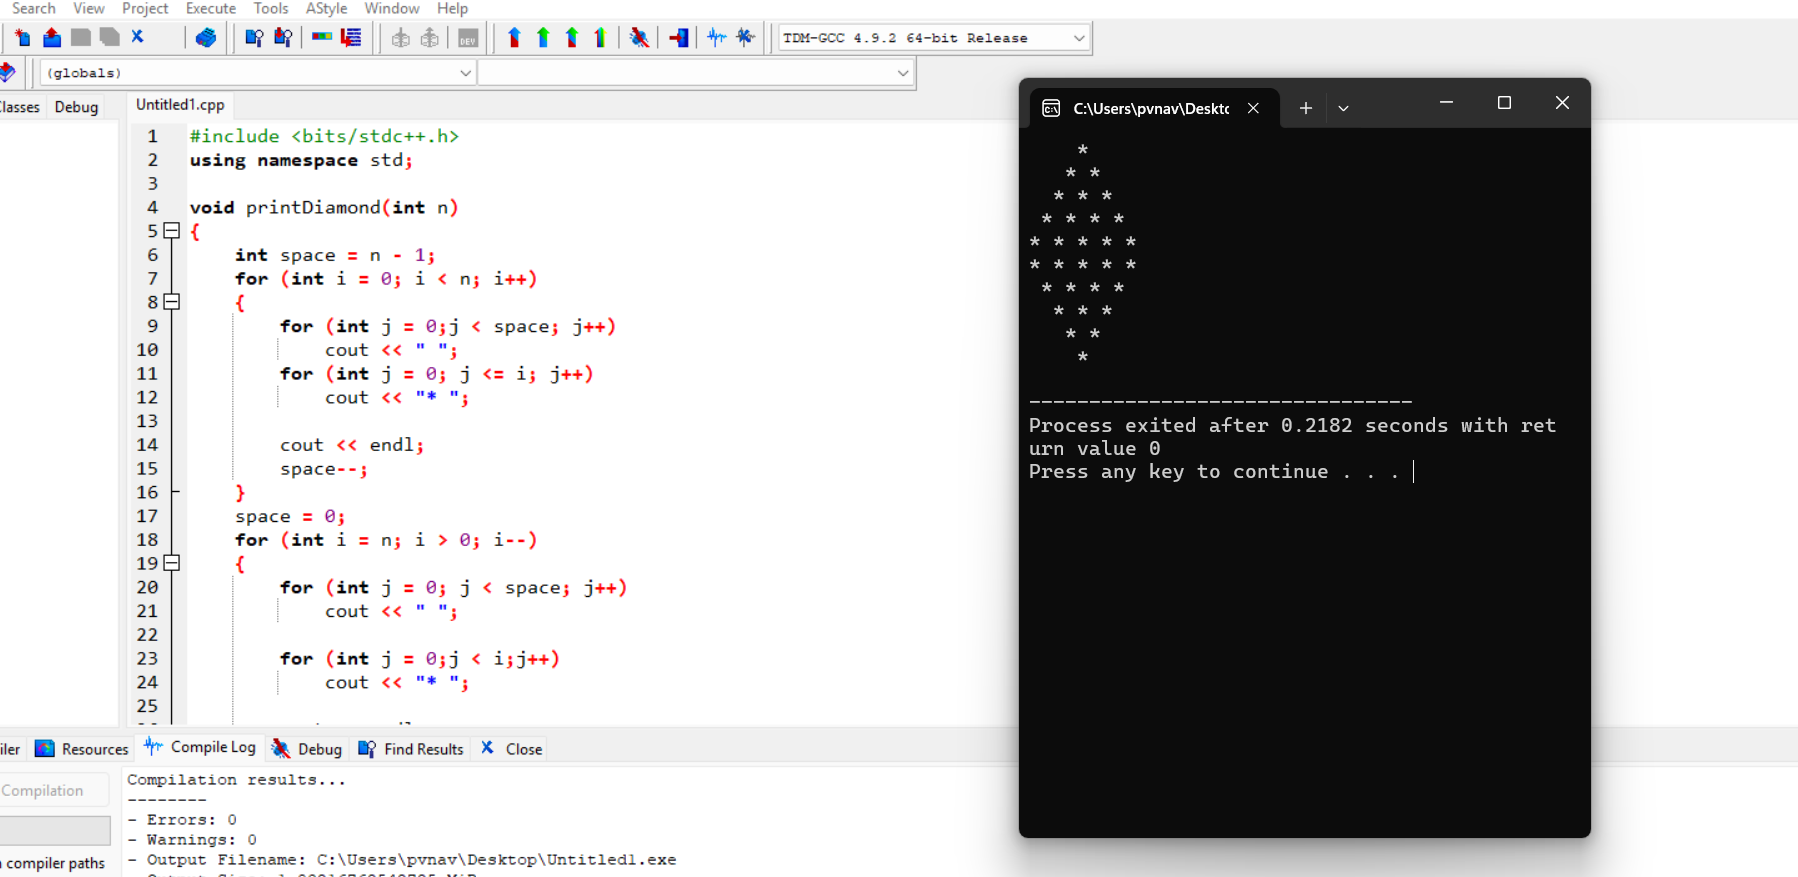 Search View Project Execute Tools AStyle Window Help
TDM-GCC 4.9.2 64-bit Release
(globals)
Classes Debug Untitled1.cpp
1 #include <bits/stdc++.h>
2 using namespace std;
3
4 void printDiamond(int n)
5 {
6 int space = n - 1;
7 for (int i = 0; i < n; i++)
8 {
9 for (int j = 0;j < space; j++)
10 cout << " ";
11 for (int j = 0; j <= i; j++)
12 cout << "* ";
13
14 cout << endl;
15 space--;
16 }
17 space = 0;
18 for (int i = n; i > 0; i--)
19 {
20 for (int j = 0; j < space; j++)
21 cout << " ";
22
23 for (int j = 0;j < i;j++)
24 cout << "* ";
25
Resources Compile Log Debug Find Results Close
Compilation
compiler paths
Compilation results...
--------
- Errors: 0
- Warnings: 0
- Output Filename: C:\Users\pvnav\Desktop\Untitled1.exe
C:\Users\pvnav\Deskto
*
* *
* * *
* * * *
* * * * *
* * * * *
* * * *
* * *
* *
*
--------------------------------
Process exited after 0.2182 seconds with ret
urn value 0
Press any key to continue . . .